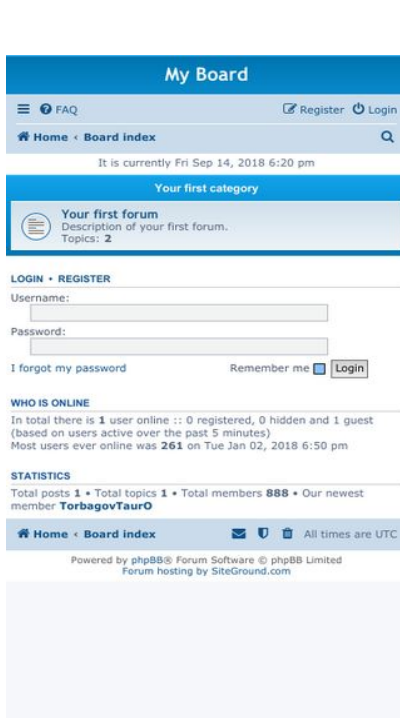 My Board
FAQ Register Login
Home ‹ Board index
It is currently Fri Sep 14, 2018 6:20 pm
Your first category
Your first forum
Description of your first forum.
Topics: 2
LOGIN • REGISTER
Username:
Password:
I forgot my password Remember me Login
WHO IS ONLINE
In total there is 1 user online :: 0 registered, 0 hidden and 1 guest
(based on users active over the past 5 minutes)
Most users ever online was 261 on Tue Jan 02, 2018 6:50 pm
STATISTICS
Total posts 1 • Total topics 1 • Total members 888 • Our newest
member TorbagovTaurO
Home ‹ Board index All times are UTC
Powered by phpBB® Forum Software © phpBB Limited
Forum hosting by SiteGround.com